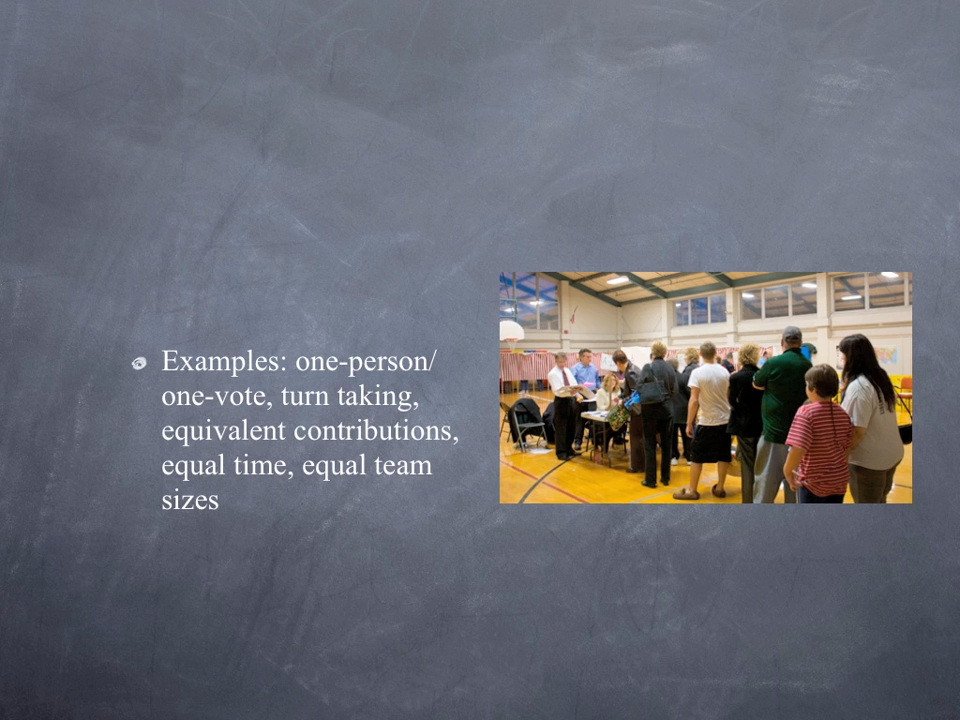 Examples: one-person/
one-vote, turn taking,
equivalent contributions,
equal time, equal team
sizes